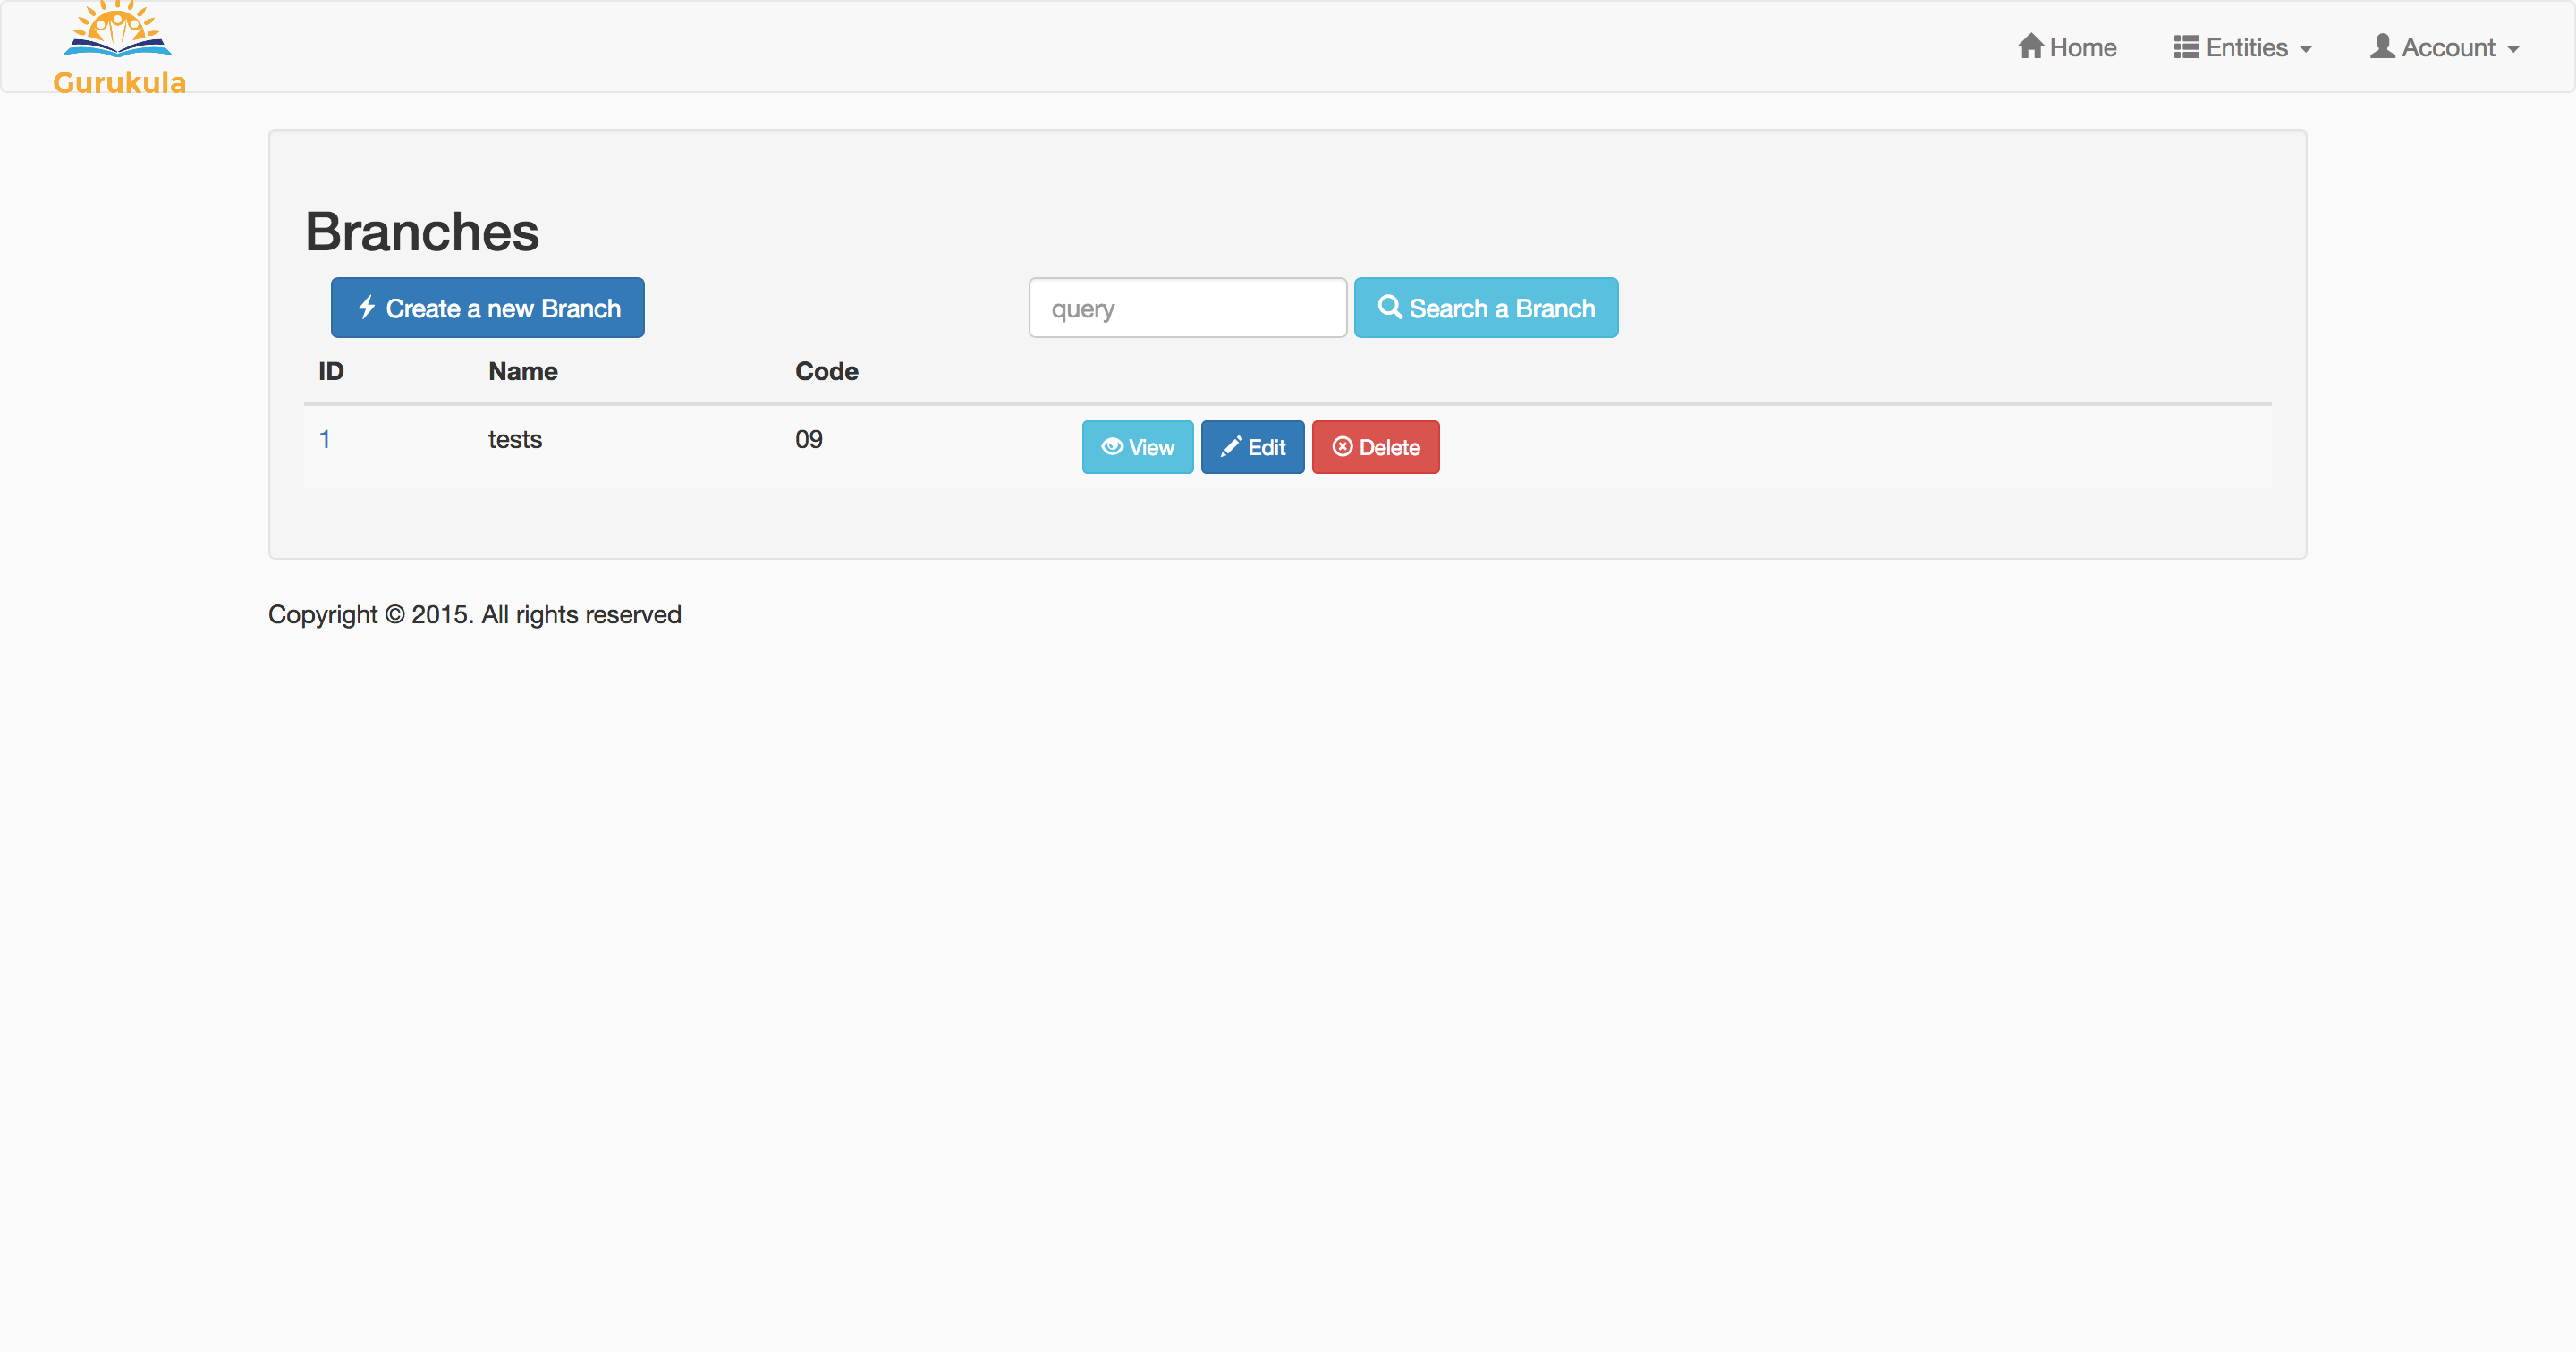 Gurukula
Home Entities Account
Branches
Create a new Branch query Search a Branch
ID Name Code
1 tests 09 View Edit Delete
Copyright © 2015. All rights reserved